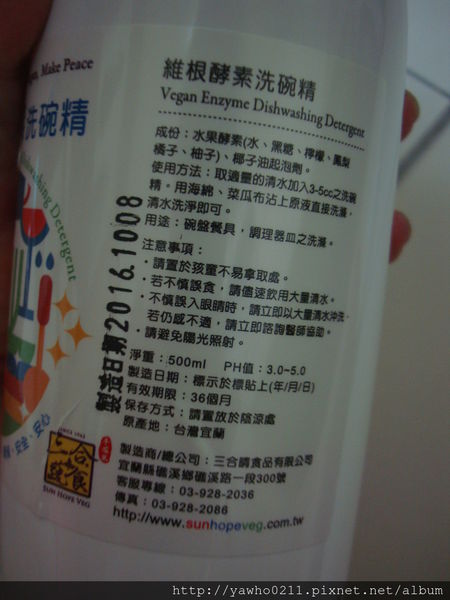 Make Peace
洗碗精
Detergent
安全、安心
SINCE 1963
SUN HOPE VEG
製造日期2016.1008
維根酵素洗碗精
Vegan Enzyme Dishwashing Detergent
成份：水果酵素(水、黑糖、檸檬、鳳梨
橘子、柚子)、椰子油起泡劑。
使用方法：取適量的清水加入3-5cc之洗碗
精。用海綿、菜瓜布沾上原液直接洗滌，
清水洗淨即可。
用途：碗盤餐具，調理器皿之洗滌。
注意事項：
・請置於孩童不易拿取處。
・若不慎誤食，請儘速飲用大量清水。
・不慎誤入眼睛時，請立即以大量清水沖洗，
若仍感不適，請立即諮詢醫師協助。
・請避免陽光照射。
淨重：500ml PH值：3.0~5.0
製造日期：標示於標貼上(年/月/日)
有效期限：36個月
保存方式：請置放於陰涼處
原產地：台灣宜蘭
製造商/總公司：三合晴食品有限公司
宜蘭縣礁溪鄉礁溪路一段300號
客服專線：03-928-2036
傳真：03-928-2086
http://www.sunhopeveg.com.tw
http://yawho0211.pixnet.net/album